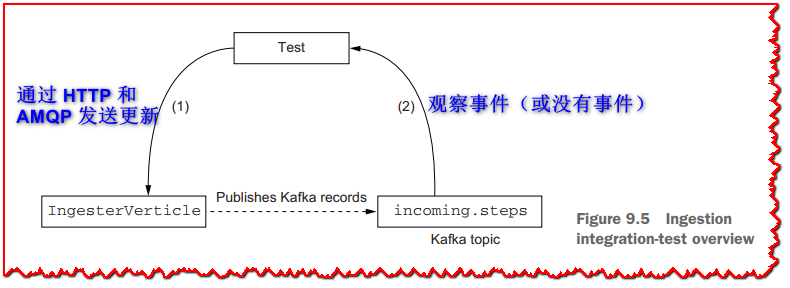 Test
通过 HTTP 和
AMQP 发送更新
(1)
(2)
观察事件（或没有事件）
IngesterVerticle
Publishes Kafka records
incoming.steps
Kafka topic
Figure 9.5 Ingestion
integration-test overview